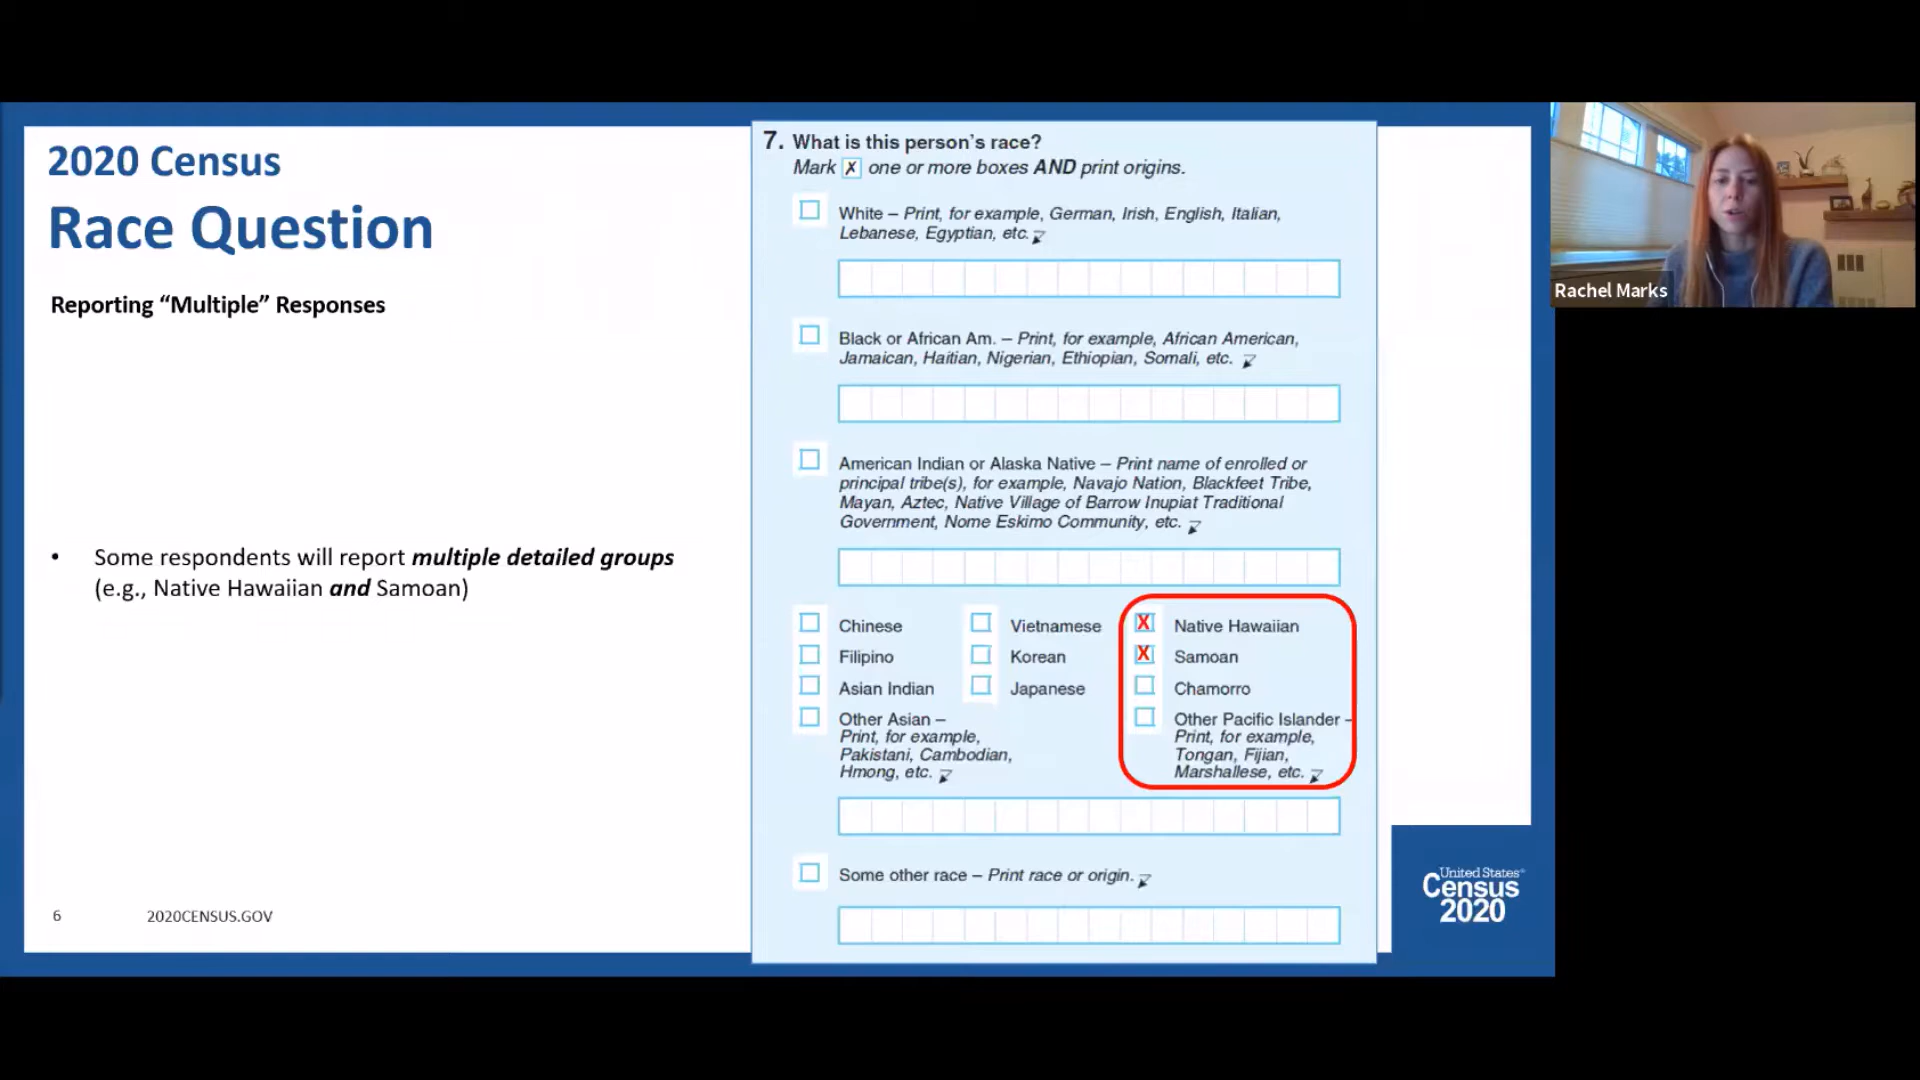 2020 Census
Race Question
Reporting “Multiple” Responses
• Some respondents will report multiple detailed groups
(e.g., Native Hawaiian and Samoan)
6
2020CENSUS.GOV
7. What is this person's race?
Mark X one or more boxes AND print origins.
White – Print, for example, German, Irish, English, Italian,
Lebanese, Egyptian, etc.
Black or African Am. – Print, for example, African American,
Jamaican, Haitian, Nigerian, Ethiopian, Somali, etc.
American Indian or Alaska Native – Print name of enrolled or
principal tribe(s), for example, Navajo Nation, Blackfeet Tribe,
Mayan, Aztec, Native Village of Barrow Inupiat Traditional
Government, Nome Eskimo Community, etc.
Chinese
Filipino
Asian Indian
Other Asian –
Print, for example,
Pakistani, Cambodian,
Hmong, etc.
Vietnamese
Korean
Japanese
X Native Hawaiian
X Samoan
Chamorro
Other Pacific Islander –
Print, for example,
Tongan, Fijian,
Marshallese, etc.
Some other race – Print race or origin.
United States®
Census
2020
Rachel Marks